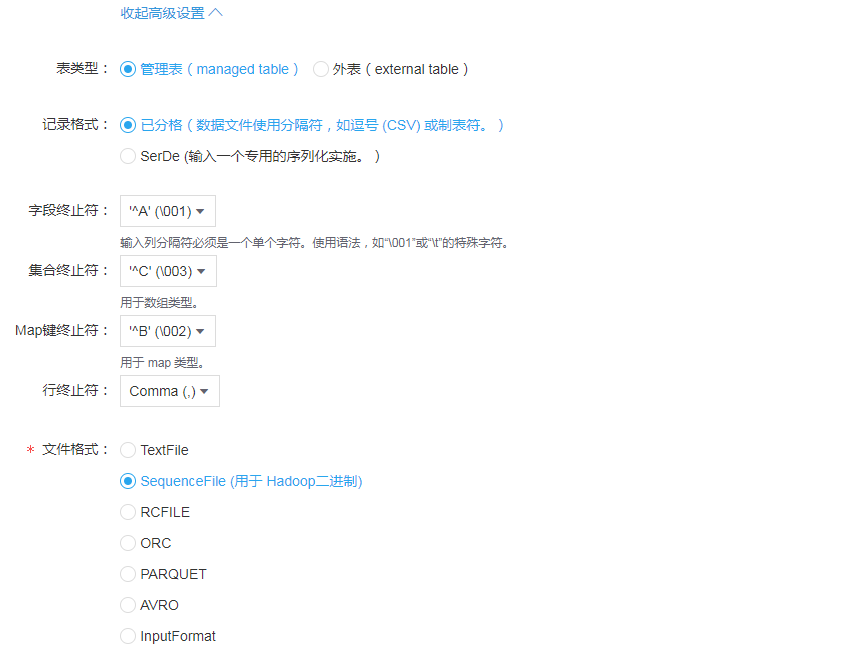 收起高级设置
表类型： 管理表（managed table） 外表（external table）
记录格式： 已分格（数据文件使用分隔符，如逗号 (CSV) 或制表符。）
SerDe (输入一个专用的序列化实施。)
字段终止符： '^A' (\001)
输入列分隔符必须是一个单个字符。使用语法，如“\001”或“\t”的特殊字符。
集合终止符： '^C' (\003)
用于数组类型。
Map键终止符： '^B' (\002)
用于 map 类型。
行终止符： Comma (,)
* 文件格式： TextFile
SequenceFile (用于 Hadoop二进制)
RCFILE
ORC
PARQUET
AVRO
InputFormat